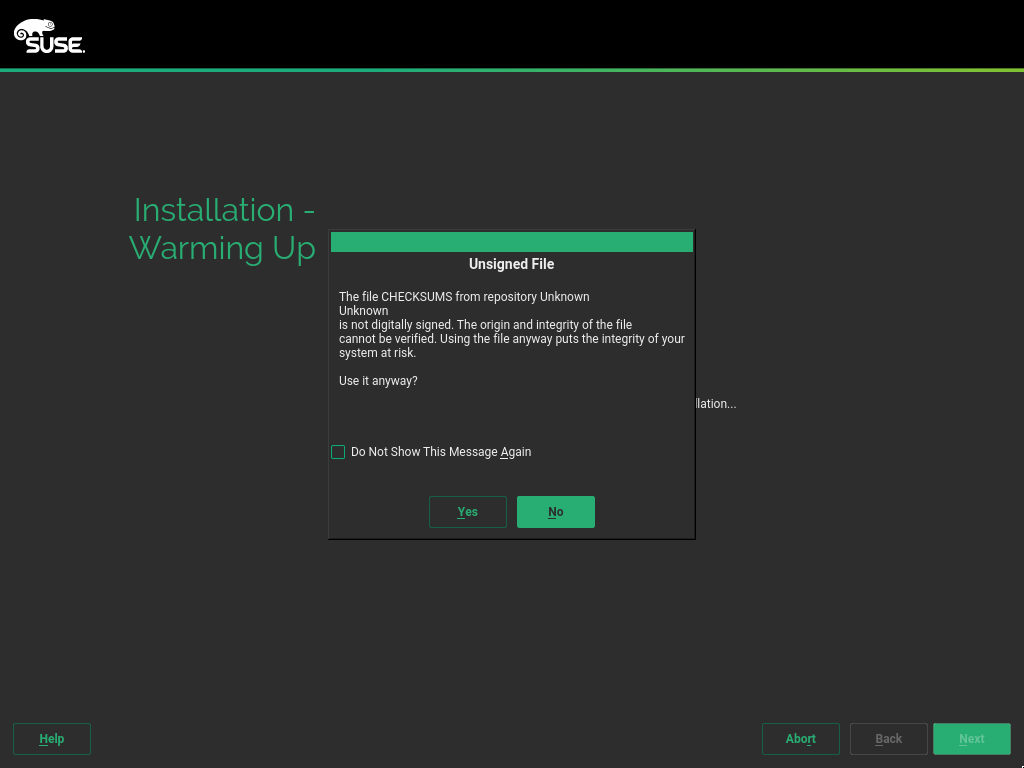 SUSE
Installation -
Warming Up
Unsigned File
The file CHECKSUMS from repository Unknown
Unknown
is not digitally signed. The origin and integrity of the file
cannot be verified. Using the file anyway puts the integrity of your
system at risk.
Use it anyway?
llation...
Do Not Show This Message Again
Yes No
Help Abort Back Next